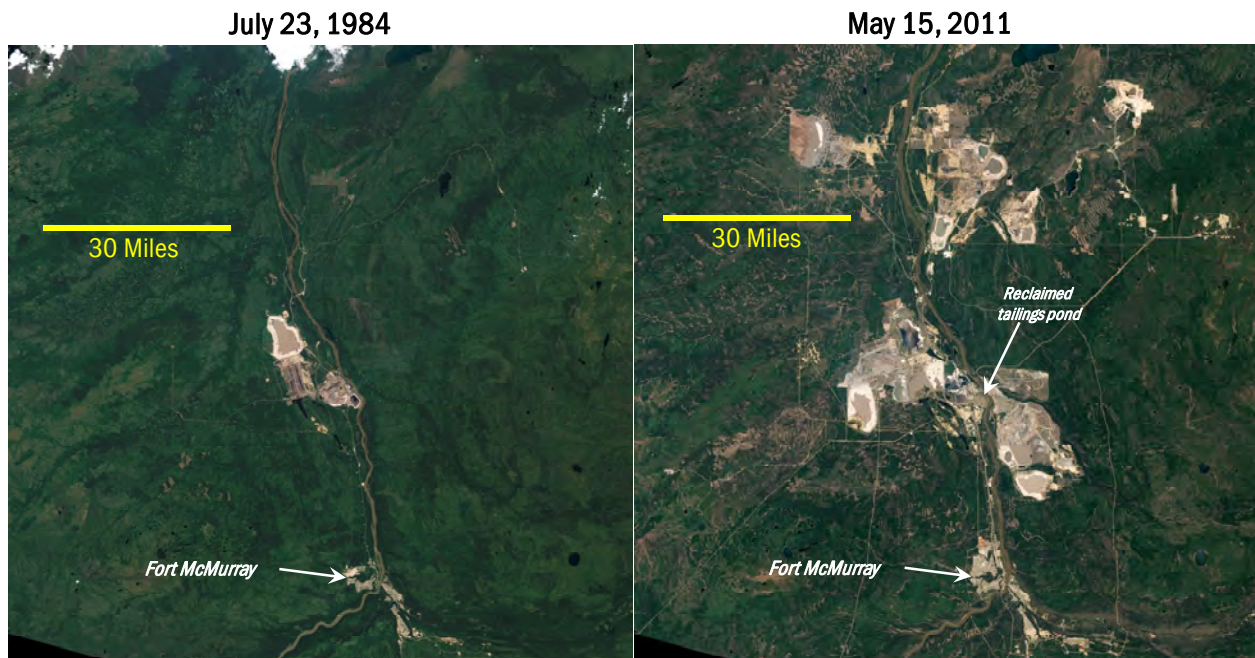 July 23, 1984
May 15, 2011
30 Miles
30 Miles
Reclaimed
tailings pond
Fort McMurray
Fort McMurray